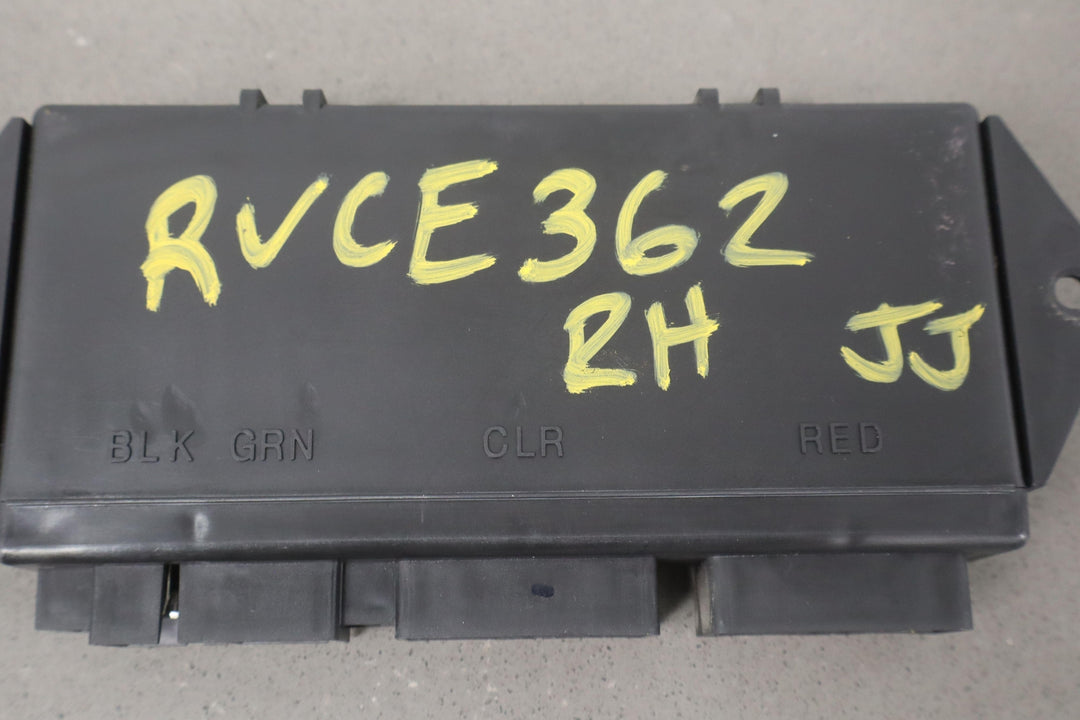 RVCE362
RH JJ
BLK GRN CLR RED